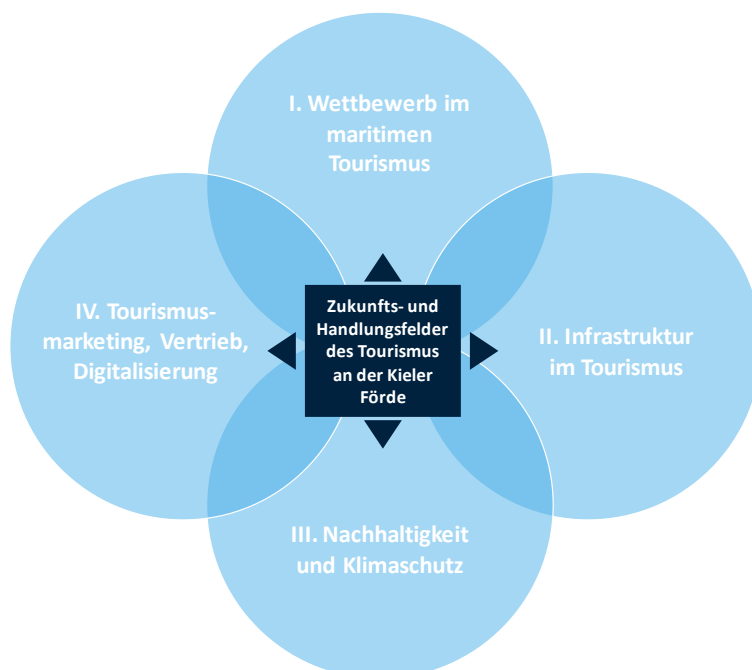 I. Wettbewerb im
maritimen
Tourismus
IV. Tourismus-
marketing, Vertrieb,
Digitalisierung
Zukunfts- und
Handlungsfelder
des Tourismus
an der Kieler
Förde
II. Infrastruktur
im Tourismus
III. Nachhaltigkeit
und Klimaschutz